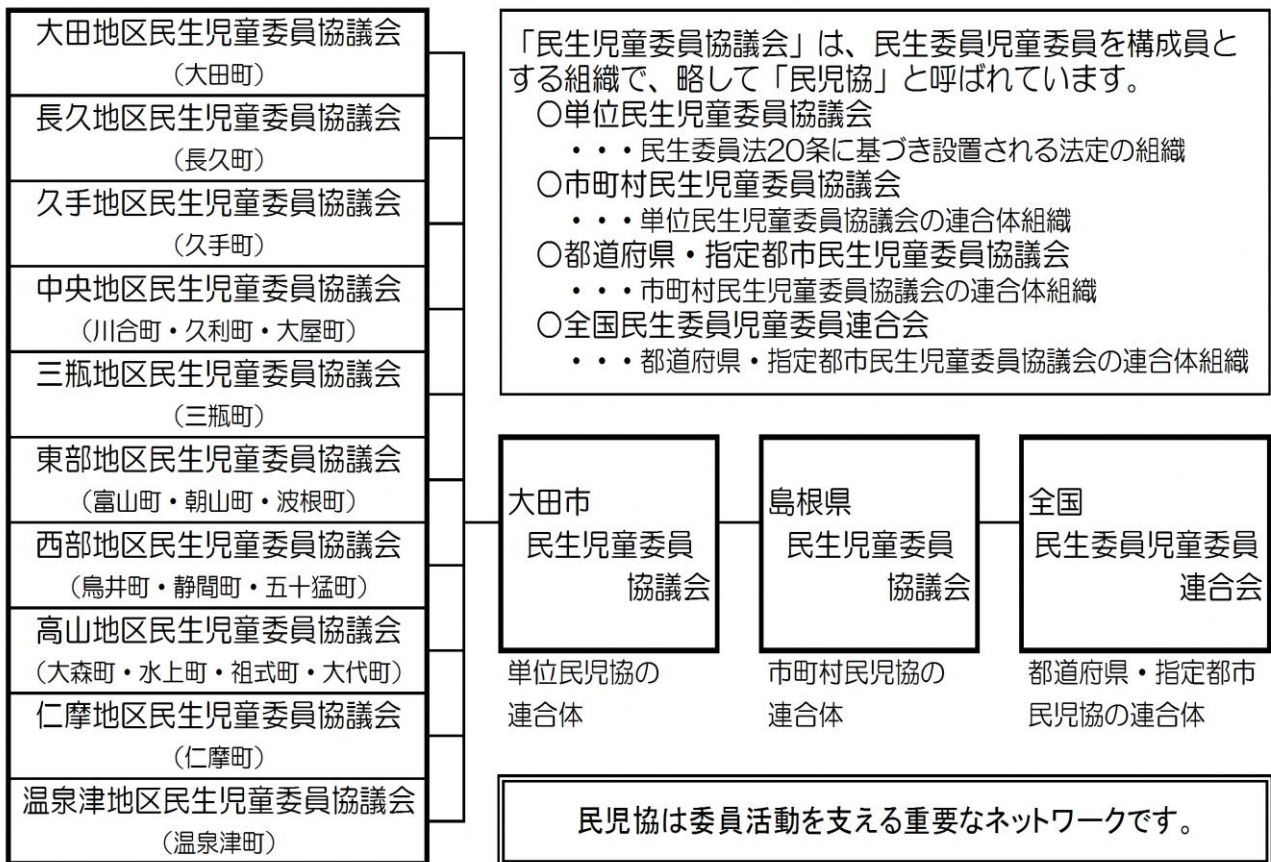 大田地区民生児童委員協議会
（大田町）
長久地区民生児童委員協議会
（長久町）
久手地区民生児童委員協議会
（久手町）
中央地区民生児童委員協議会
（川合町・久利町・大屋町）
三瓶地区民生児童委員協議会
（三瓶町）
東部地区民生児童委員協議会
（富山町・朝山町・波根町）
西部地区民生児童委員協議会
（鳥井町・静間町・五十猛町）
高山地区民生児童委員協議会
（大森町・水上町・祖式町・大代町）
仁摩地区民生児童委員協議会
（仁摩町）
温泉津地区民生児童委員協議会
（温泉津町）
「民生児童委員協議会」は、民生委員児童委員を構成員と
する組織で、略して「民児協」と呼ばれています。
〇単位民生児童委員協議会
・・・民生委員法20条に基づき設置される法定の組織
〇市町村民生児童委員協議会
・・・単位民生児童委員協議会の連合体組織
〇都道府県・指定都市民生児童委員協議会
・・・市町村民生児童委員協議会の連合体組織
〇全国民生委員児童委員連合会
・・・都道府県・指定都市民生児童委員協議会の連合体組織
大田市
民生児童委員
協議会
単位民児協の
連合体
島根県
民生児童委員
協議会
市町村民児協の
連合体
全国
民生委員児童委員
連合会
都道府県・指定都市
民児協の連合体
民児協は委員活動を支える重要なネットワークです。